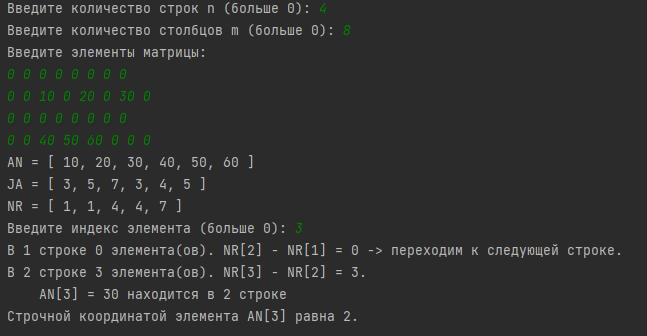 Введите количество строк n (больше 0): 4
Введите количество столбцов m (больше 0): 8
Введите элементы матрицы:
0 0 0 0 0 0 0 0
0 0 10 0 20 0 30 0
0 0 0 0 0 0 0 0
0 0 40 50 60 0 0 0
AN = [ 10, 20, 30, 40, 50, 60 ]
JA = [ 3, 5, 7, 3, 4, 5 ]
NR = [ 1, 1, 4, 4, 7 ]
Введите индекс элемента (больше 0): 3
В 1 строке 0 элемента(ов). NR[2] - NR[1] = 0 -> переходим к следующей строке.
В 2 строке 3 элемента(ов). NR[3] - NR[2] = 3.
    AN[3] = 30 находится в 2 строке
Строчной координатой элемента AN[3] равна 2.